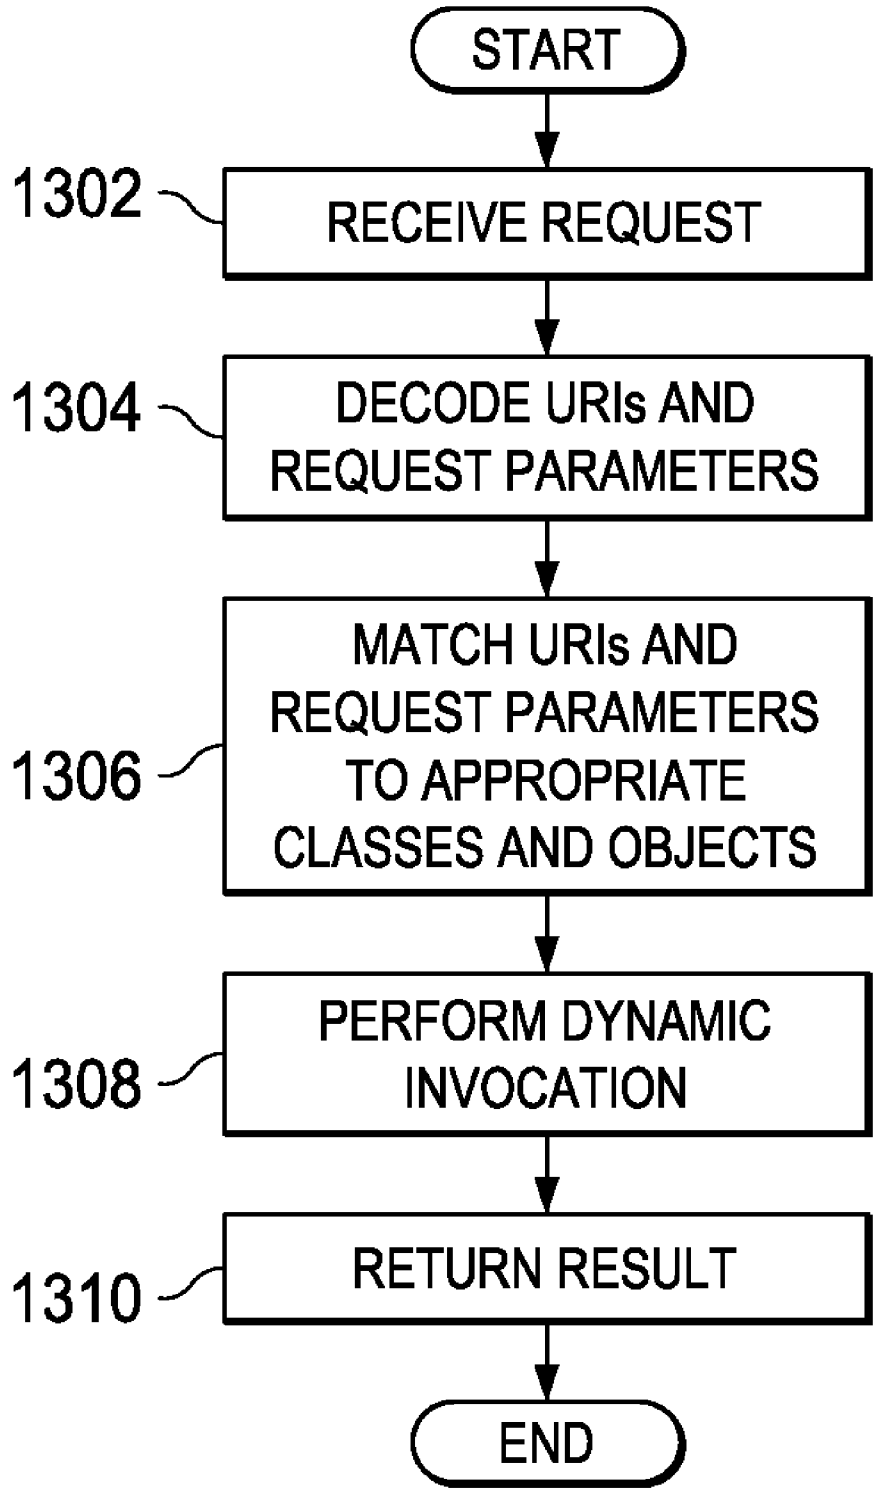 START
1302
RECEIVE REQUEST
1304
DECODE URIs AND
REQUEST PARAMETERS
1306
MATCH URIs AND
REQUEST PARAMETERS
TO APPROPRIATE
CLASSES AND OBJECTS
1308
PERFORM DYNAMIC
INVOCATION
1310
RETURN RESULT
END